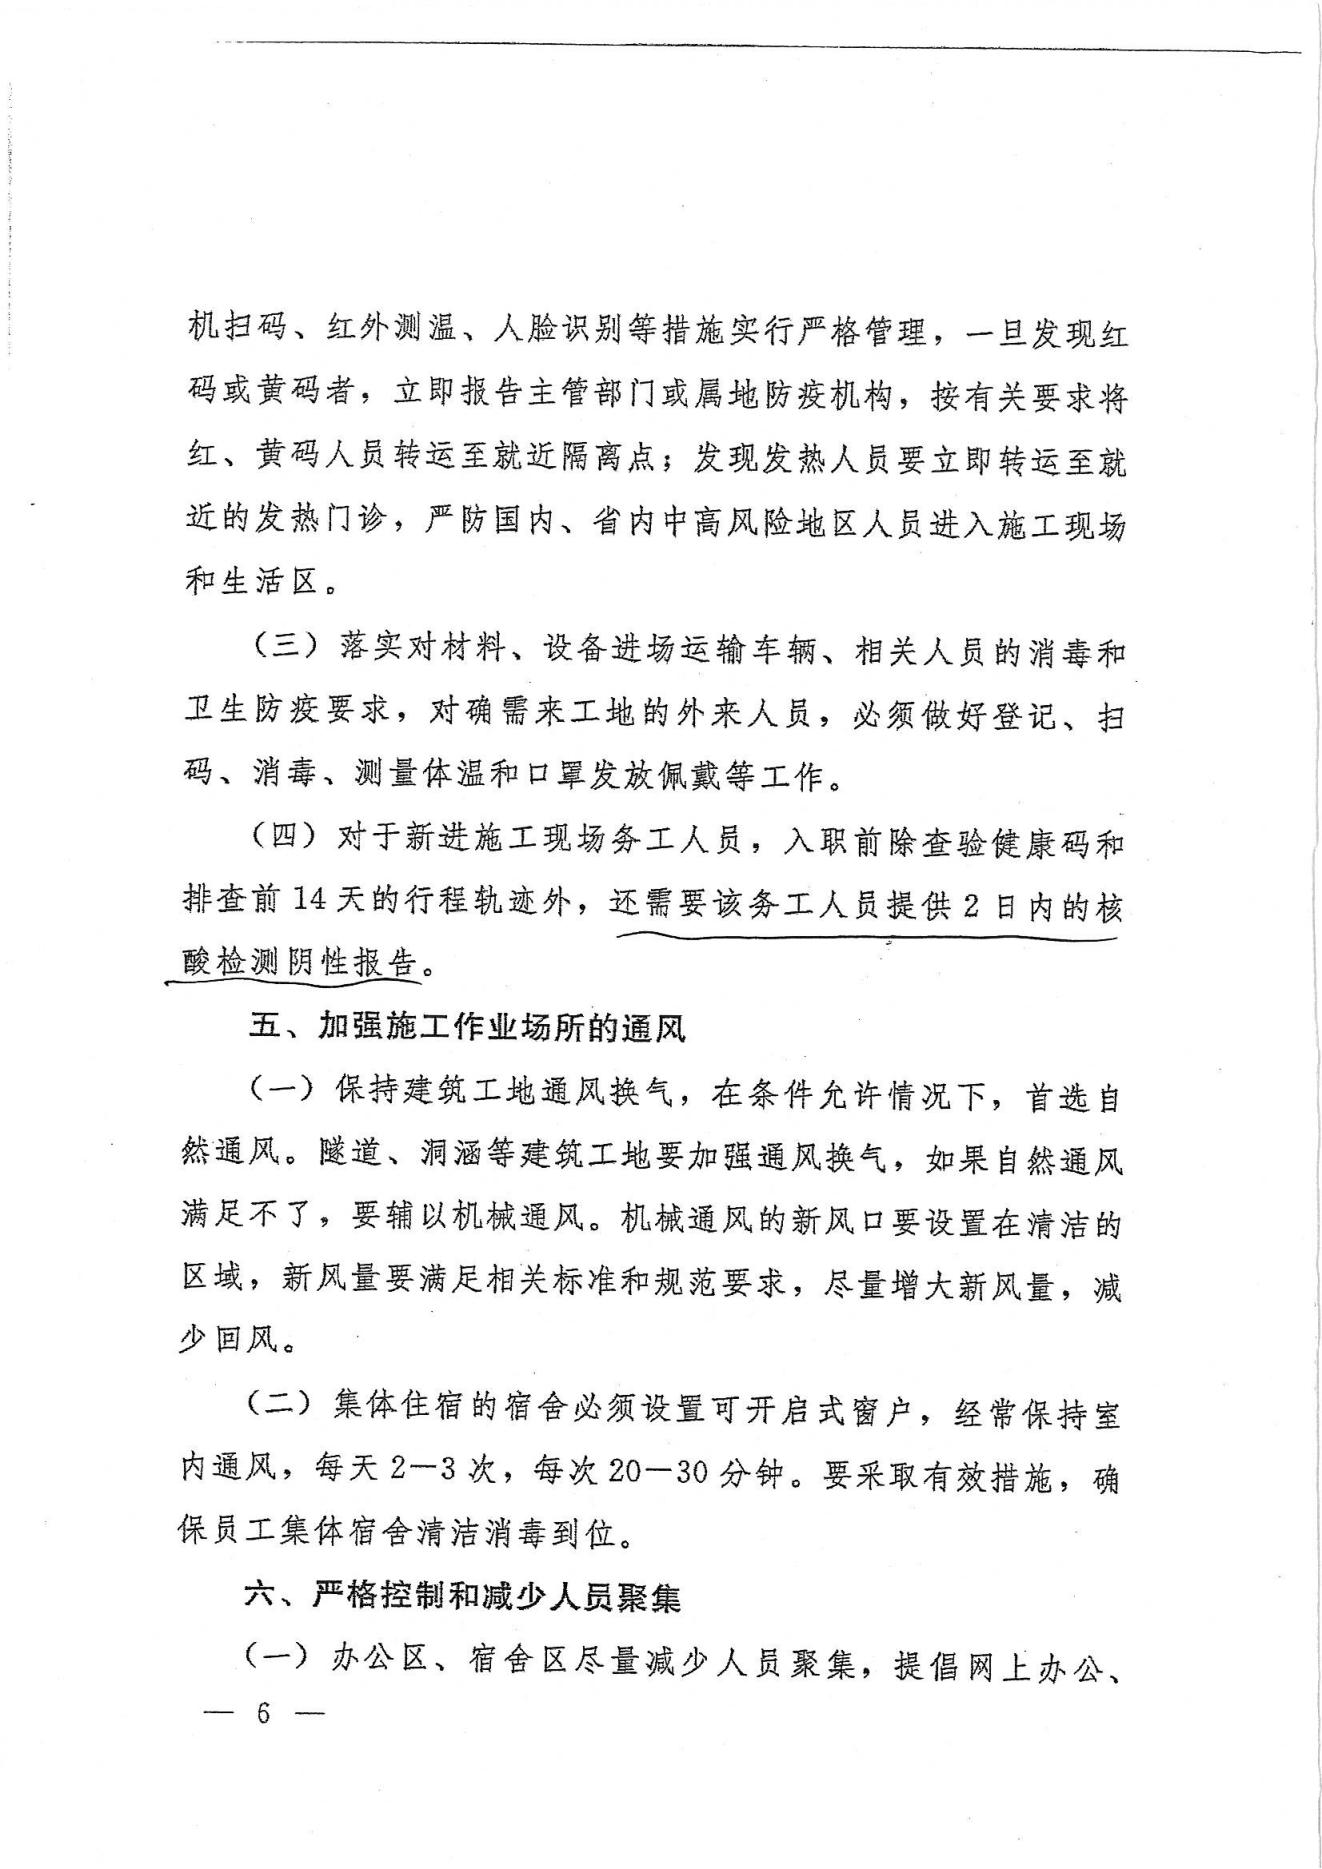 机扫码、红外测温、人脸识别等措施实行严格管理，一旦发现红
码或黄码者，立即报告主管部门或属地防疫机构，按有关要求将
红、黄码人员转运至就近隔离点；发现发热人员要立即转运至就
近的发热门诊，严防国内、省内中高风险地区人员进入施工现场
和生活区。
（三）落实对材料、设备进场运输车辆、相关人员的消毒和
卫生防疫要求，对确需来工地的外来人员，必须做好登记、扫
码、消毒、测量体温和口罩发放佩戴等工作。
（四）对于新进施工现场务工人员，入职前除查验健康码和
排查前14天的行程轨迹外，还需要该务工人员提供2日内的核
酸检测阴性报告。
五、加强施工作业场所的通风
（一）保持建筑工地通风换气，在条件允许情况下，首选自
然通风。隧道、洞涵等建筑工地要加强通风换气，如果自然通风
满足不了，要辅以机械通风。机械通风的新风口要设置在清洁的
区域，新风量要满足相关标准和规范要求，尽量增大新风量，减
少回风。
（二）集体住宿的宿舍必须设置可开启式窗户，经常保持室
内通风，每天2—3次，每次20—30分钟。要采取有效措施，确
保员工集体宿舍清洁消毒到位。
六、严格控制和减少人员聚集
（一）办公区、宿舍区尽量减少人员聚集，提倡网上办公、
— 6 —